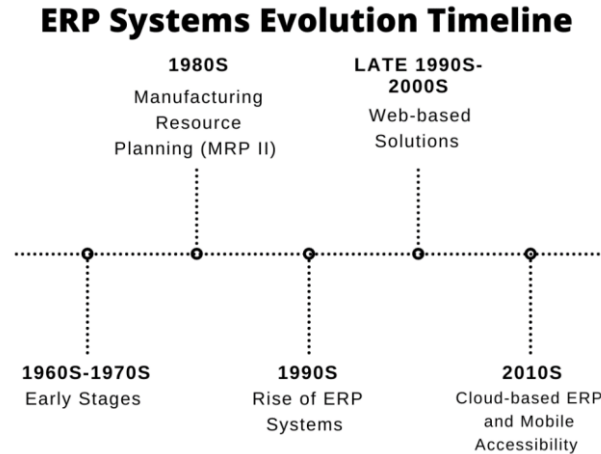 ERP Systems Evolution Timeline
1980S
Manufacturing
Resource
Planning (MRP II)
LATE 1990S-
2000S
Web-based
Solutions
1960S-1970S
Early Stages
1990S
Rise of ERP
Systems
2010S
Cloud-based ERP
and Mobile
Accessibility